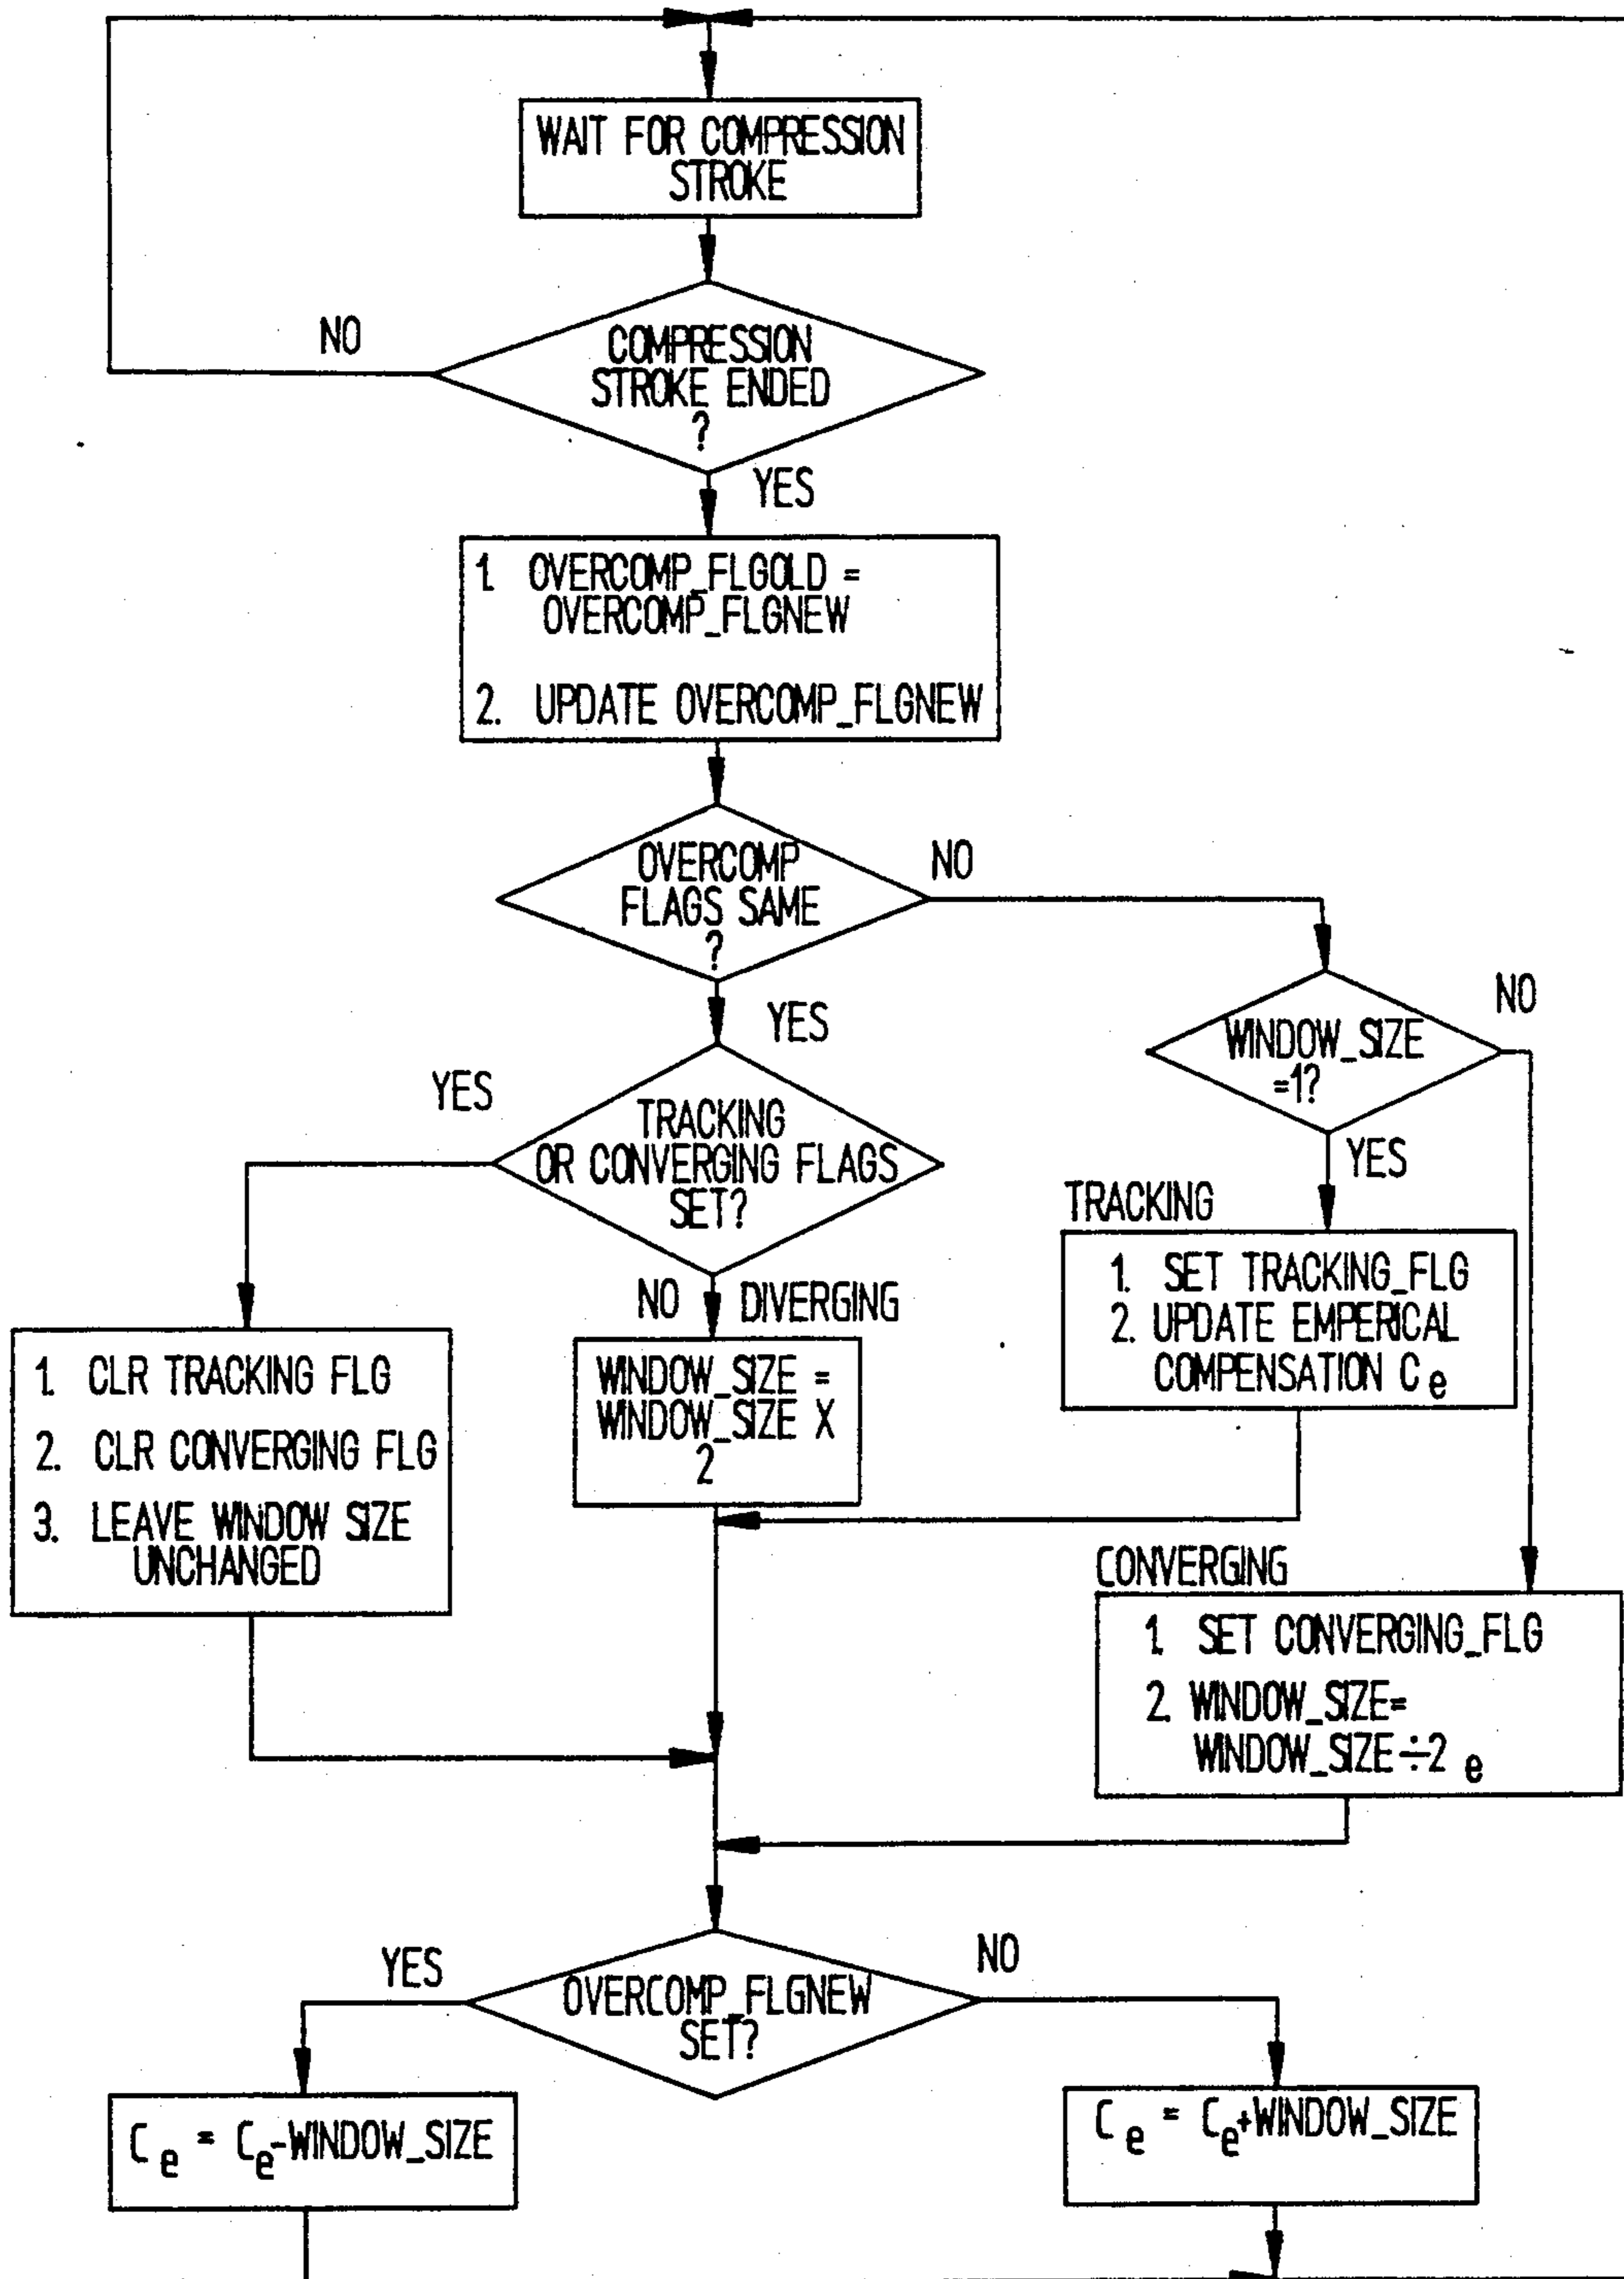 WAIT FOR COMPRESSION
STROKE
NO
COMPRESSION
STROKE ENDED
?
YES
1. OVERCOMP_FLGOLD =
OVERCOMP_FLGNEW
2. UPDATE OVERCOMP_FLGNEW
OVERCOMP
FLAGS SAME
?
NO
YES
WINDOW_SIZE
=1?
NO
YES
YES
TRACKING
OR CONVERGING FLAGS
SET?
NO
DIVERGING
TRACKING
1. SET TRACKING_FLG
2. UPDATE EMPERICAL
COMPENSATION C e
1. CLR TRACKING FLG
2. CLR CONVERGING FLG
3. LEAVE WINDOW SIZE
UNCHANGED
WINDOW_SIZE =
WINDOW_SIZE X
2
CONVERGING
1. SET CONVERGING_FLG
2. WINDOW_SIZE=
WINDOW_SIZE÷2 e
YES
OVERCOMP_FLGNEW
SET?
NO
C e = C e-WINDOW_SIZE
C e = C e+WINDOW_SIZE